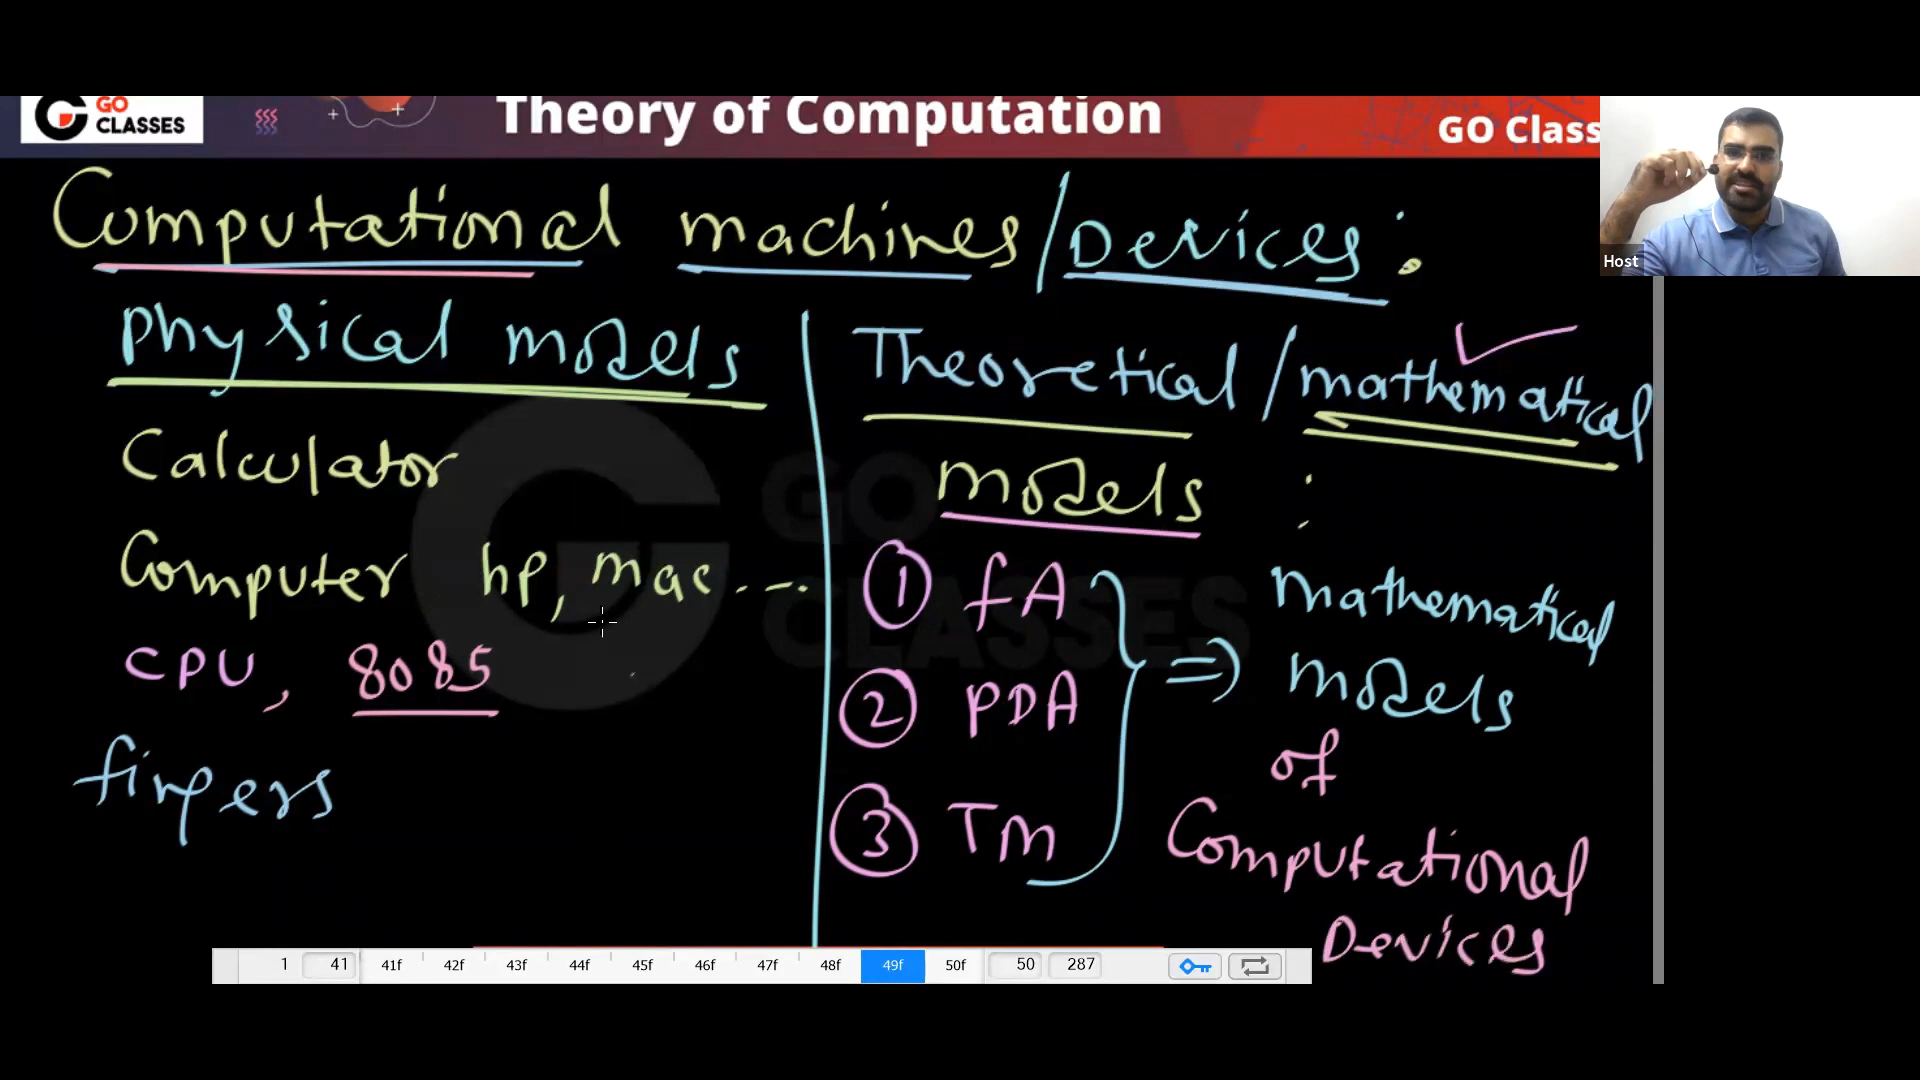 GO
CLASSES
Theory of Computation
GO Class
Host
Computational machines/Devices:
Physical models
Calculator
Computer hp, mac...
CPU, 8085
fingers
Theoretical/mathematical
models :
1 FA
2 PDA
3 TM
=> mathematical
models
of
Computational
Devices
GO
CLASSES
1 41 41f 42f 43f 44f 45f 46f 47f 48f 49f 50f 50 287